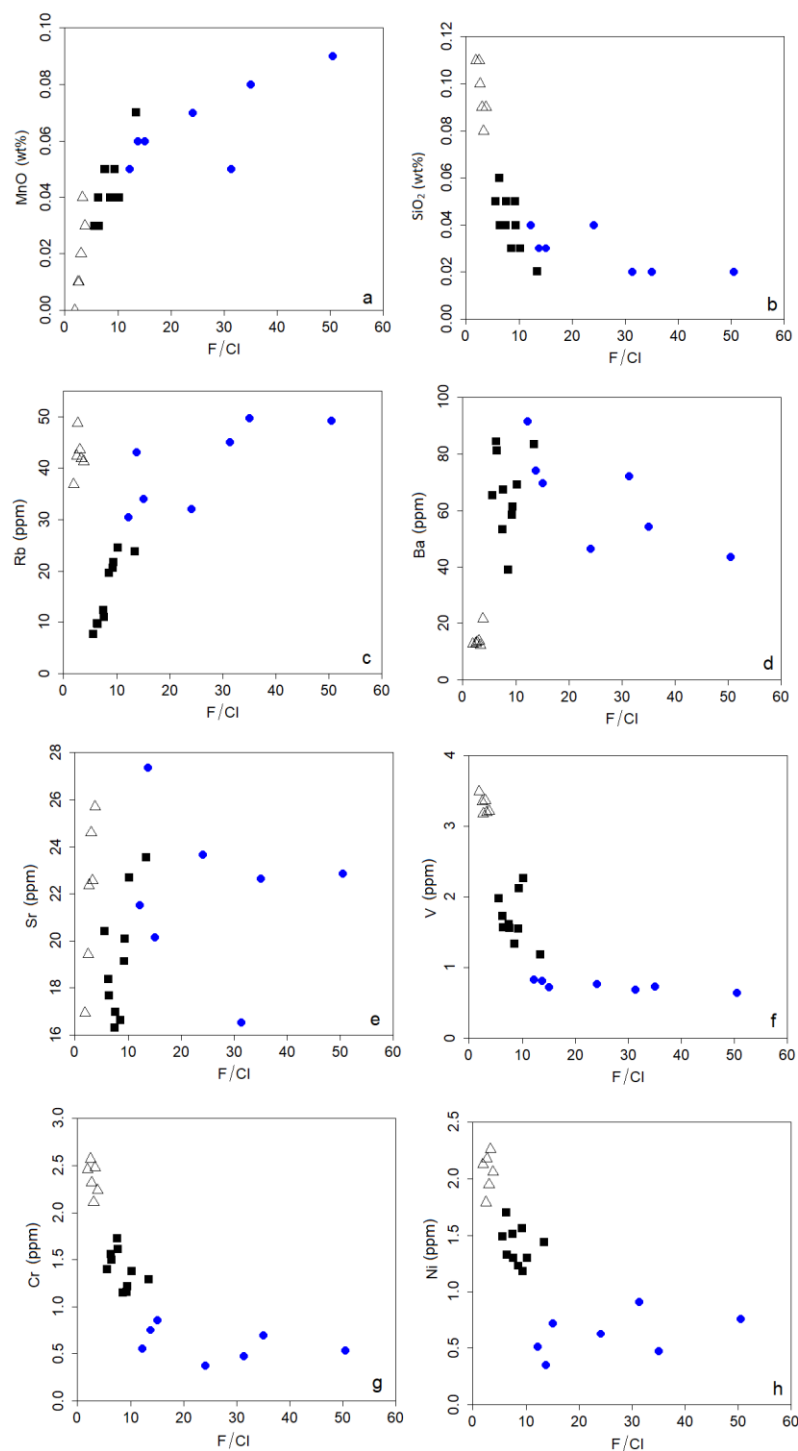 MnO (wt%)
0.00 0.02 0.04 0.06 0.08 0.10
0 10 20 30 40 50 60
F/Cl
a
SiO₂ (wt%)
0.00 0.02 0.04 0.06 0.08 0.10 0.12
0 10 20 30 40 50 60
F/Cl
b
Rb (ppm)
0 10 20 30 40 50
0 10 20 30 40 50 60
F/Cl
c
Ba (ppm)
0 20 40 60 80 100
0 10 20 30 40 50 60
F/Cl
d
Sr (ppm)
16 18 20 22 24 26 28
0 10 20 30 40 50 60
F/Cl
e
V (ppm)
0 1 2 3 4
0 10 20 30 40 50 60
F/Cl
f
Cr (ppm)
0.0 0.5 1.0 1.5 2.0 2.5 3.0
0 10 20 30 40 50 60
F/Cl
g
Ni (ppm)
0.0 0.5 1.0 1.5 2.0 2.5
0 10 20 30 40 50 60
F/Cl
h